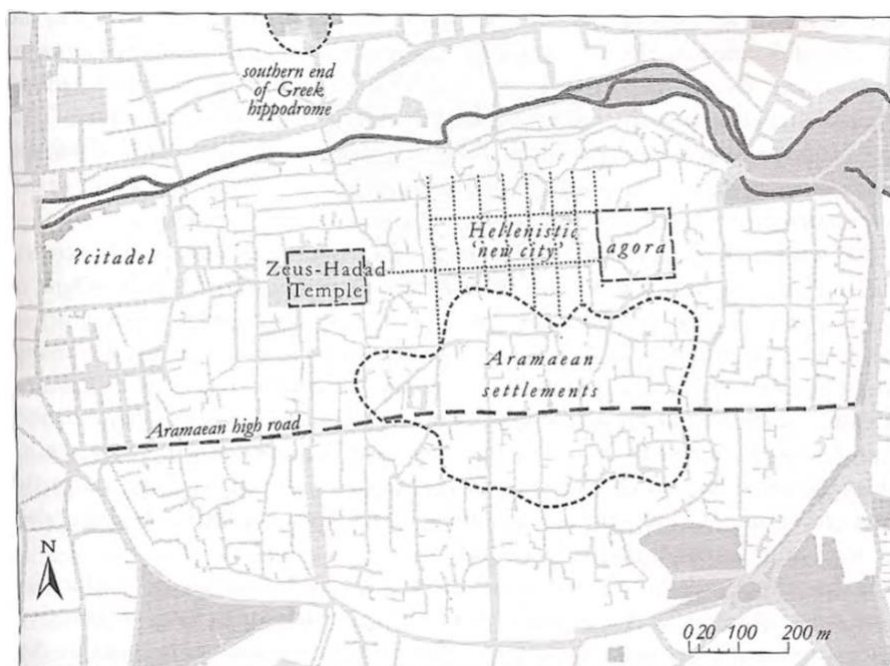 southern end
of Greek
hippodrome
Hellenistic
'new city'
agora
?citadel
Zeus-Hadad
Temple
Aramaean
settlements
Aramaean high road
N
0 20 100 200 m